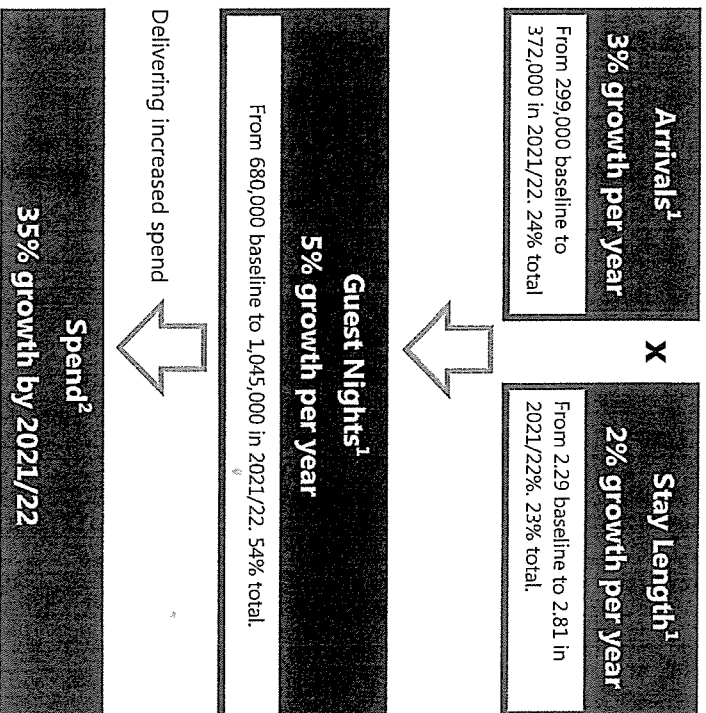 Arrivals¹
3% growth per year
From 299,000 baseline to
372,000 in 2021/22. 24% total
X
Stay Length¹
2% growth per year
From 2.29 baseline to 2.81 in
2021/22%. 23% total.
Guest Nights¹
5% growth per year
From 680,000 baseline to 1,045,000 in 2021/22. 54% total.
Delivering increased spend
Spend²
35% growth by 2021/22